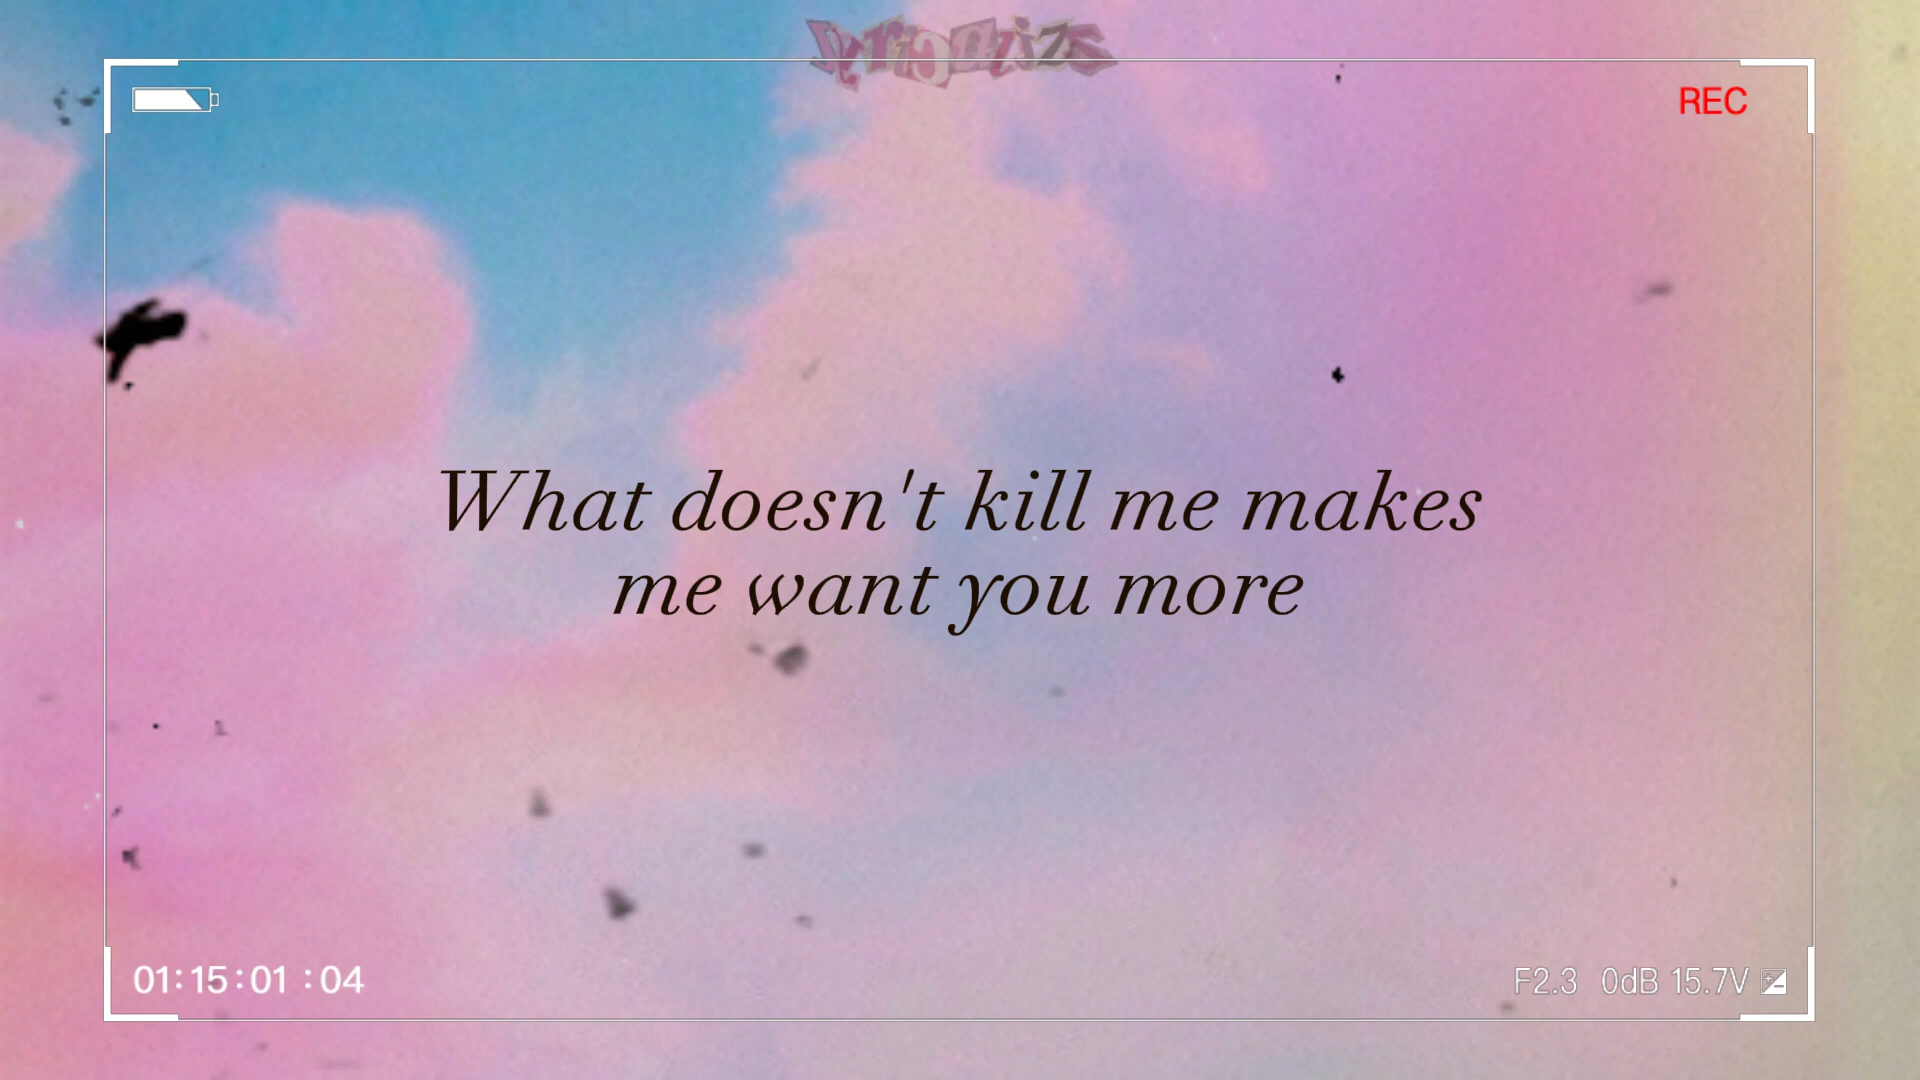 lyricalizs
REC
What doesn't kill me makes
me want you more
01:15:01 :04
F2.3 0dB 15.7V